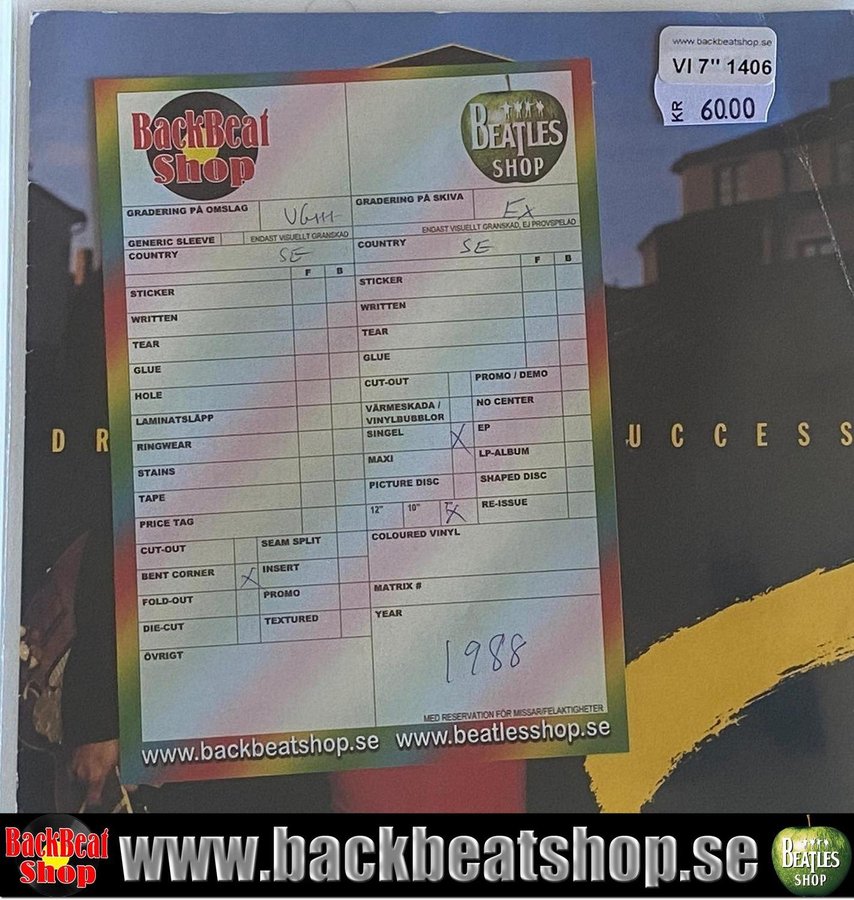 www.backbeatshop.se
VI 7" 1406
KR 60.00
BACKBEAT SHOP
BEATLES SHOP
GRADERING PÅ OMSLAG VG++
GRADERING PÅ SKIVA EX
GENERIC SLEEVE ENDAST VISUELLT GRANSKAD
ENDAST VISUELLT GRANSKAD, EJ PROVSPELAD
COUNTRY SE
COUNTRY SE
F B
F B
STICKER
STICKER
WRITTEN
WRITTEN
TEAR
TEAR
GLUE
GLUE
HOLE
CUT-OUT
PROMO / DEMO
LAMINATSLÄPP
VÄRMESKADA /
VINYLBUBBLOR
NO CENTER
RINGWEAR
SINGEL X
EP
STAINS
MAXI
LP-ALBUM
TAPE
PICTURE DISC
SHAPED DISC
PRICE TAG
12" 10" X
RE-ISSUE
CUT-OUT
SEAM SPLIT
COLOURED VINYL
BENT CORNER X
INSERT
FOLD-OUT
PROMO
MATRIX #
DIE-CUT
TEXTURED
YEAR
1988
ÖVRIGT
MED RESERVATION FÖR MISSAR/FELAKTIGHETER
www.backbeatshop.se www.beatlesshop.se
D R
U C C E S S
BACKBEAT SHOP
www.backbeatshop.se
BEATLES SHOP